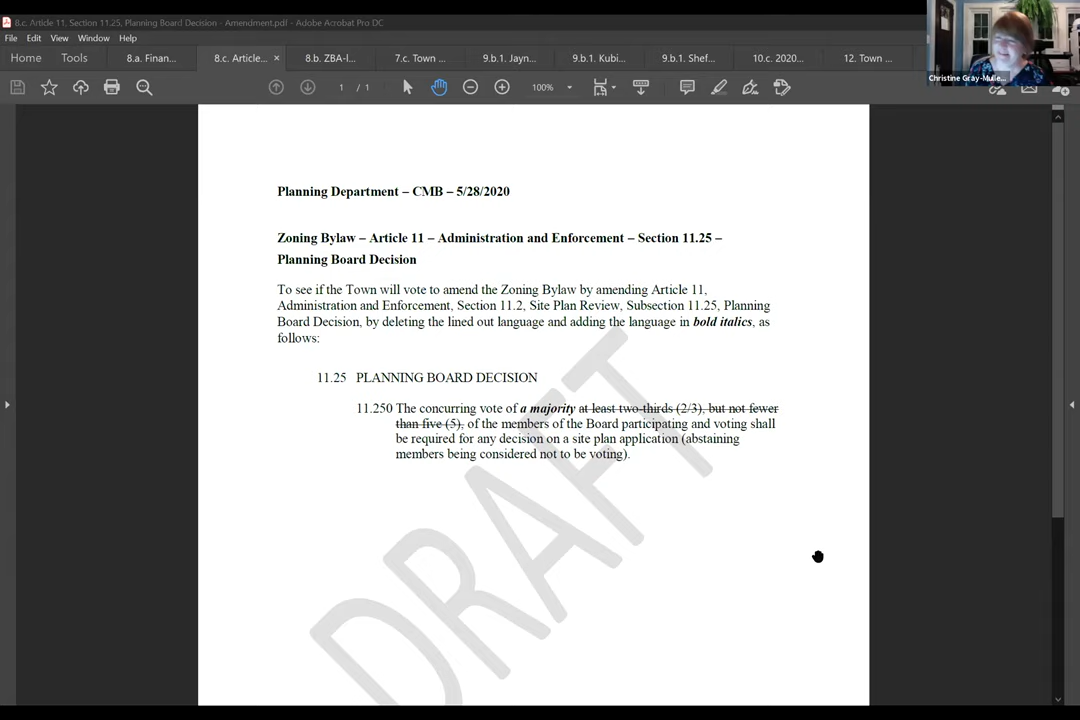 8.c. Article 11, Section 11.25, Planning Board Decision - Amendment.pdf - Adobe Acrobat Pro DC
File Edit View Window Help
Home Tools 8.a. Finan... 8.c. Article... × 8.b. ZBA-I... 7.c. Town ... 9.b.1. Jayn... 9.b.1. Kubi... 9.b.1. Shef... 10.c. 2020... 12. Town ...
Christine Gray-Mulle...
1 / 1 100%
Planning Department – CMB – 5/28/2020
Zoning Bylaw – Article 11 – Administration and Enforcement – Section 11.25 –
Planning Board Decision
To see if the Town will vote to amend the Zoning Bylaw by amending Article 11,
Administration and Enforcement, Section 11.2, Site Plan Review, Subsection 11.25, Planning
Board Decision, by deleting the lined out language and adding the language in bold italics, as
follows:
11.25 PLANNING BOARD DECISION
11.250 The concurring vote of a majority at least two-thirds (2/3), but not fewer
than five (5), of the members of the Board participating and voting shall
be required for any decision on a site plan application (abstaining
members being considered not to be voting).
DRAFT